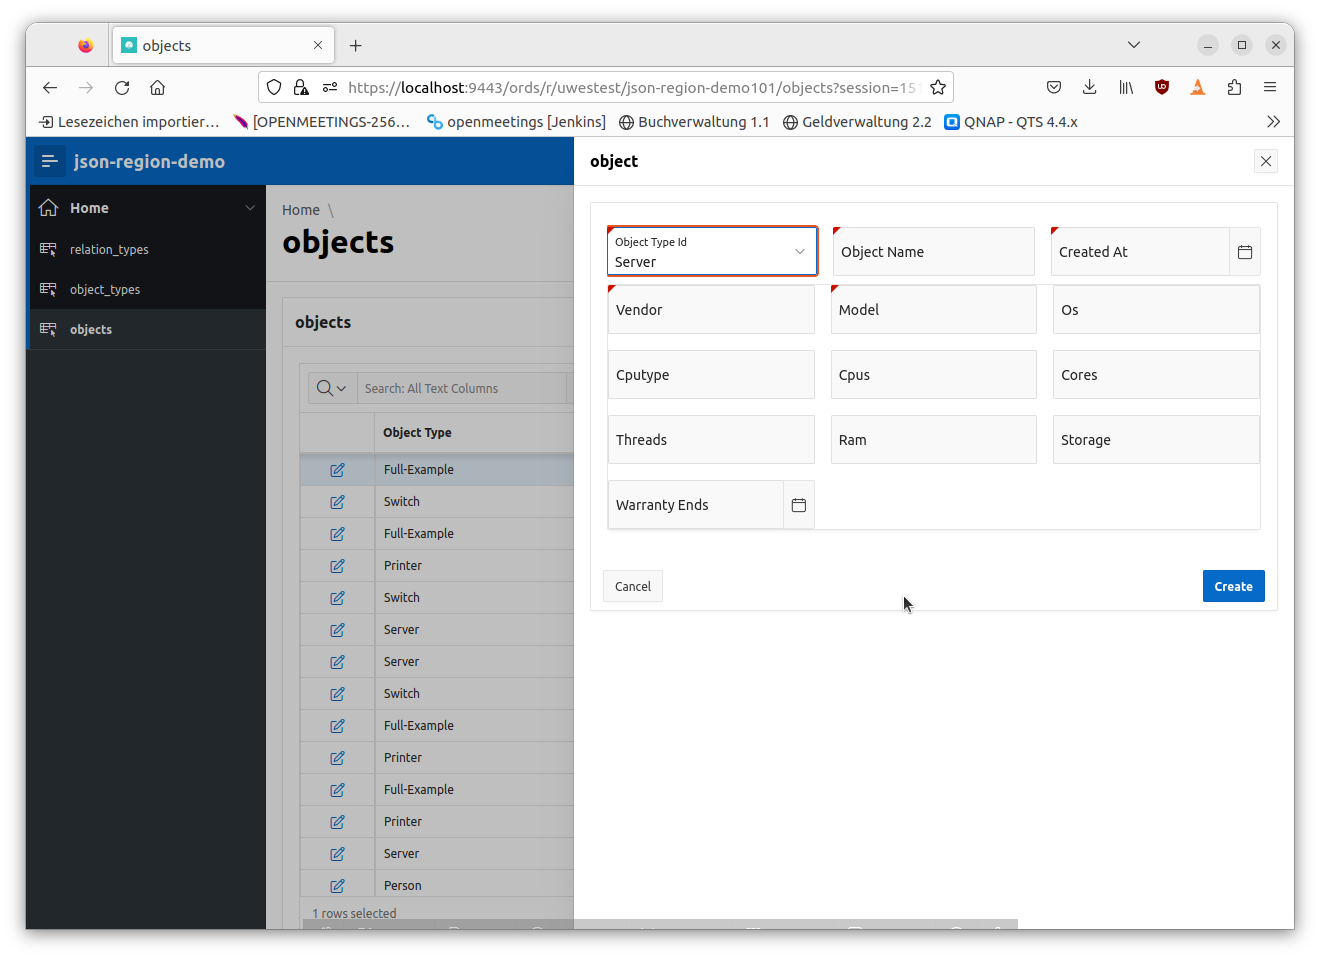 objects
https://localhost:9443/ords/r/uwestest/json-region-demo101/objects?session=151
Lesezeichen importier… [OPENMEETINGS-256… openmeetings [Jenkins] Buchverwaltung 1.1 Geldverwaltung 2.2 QNAP - QTS 4.4.x
json-region-demo
Home
relation_types
object_types
objects
Home \
objects
objects
Search: All Text Columns
Object Type
Full-Example
Switch
Full-Example
Printer
Switch
Server
Server
Switch
Full-Example
Printer
Full-Example
Printer
Server
Person
1 rows selected
object
Object Type Id
Server
Object Name
Created At
Vendor
Model
Os
Cputype
Cpus
Cores
Threads
Ram
Storage
Warranty Ends
Cancel
Create